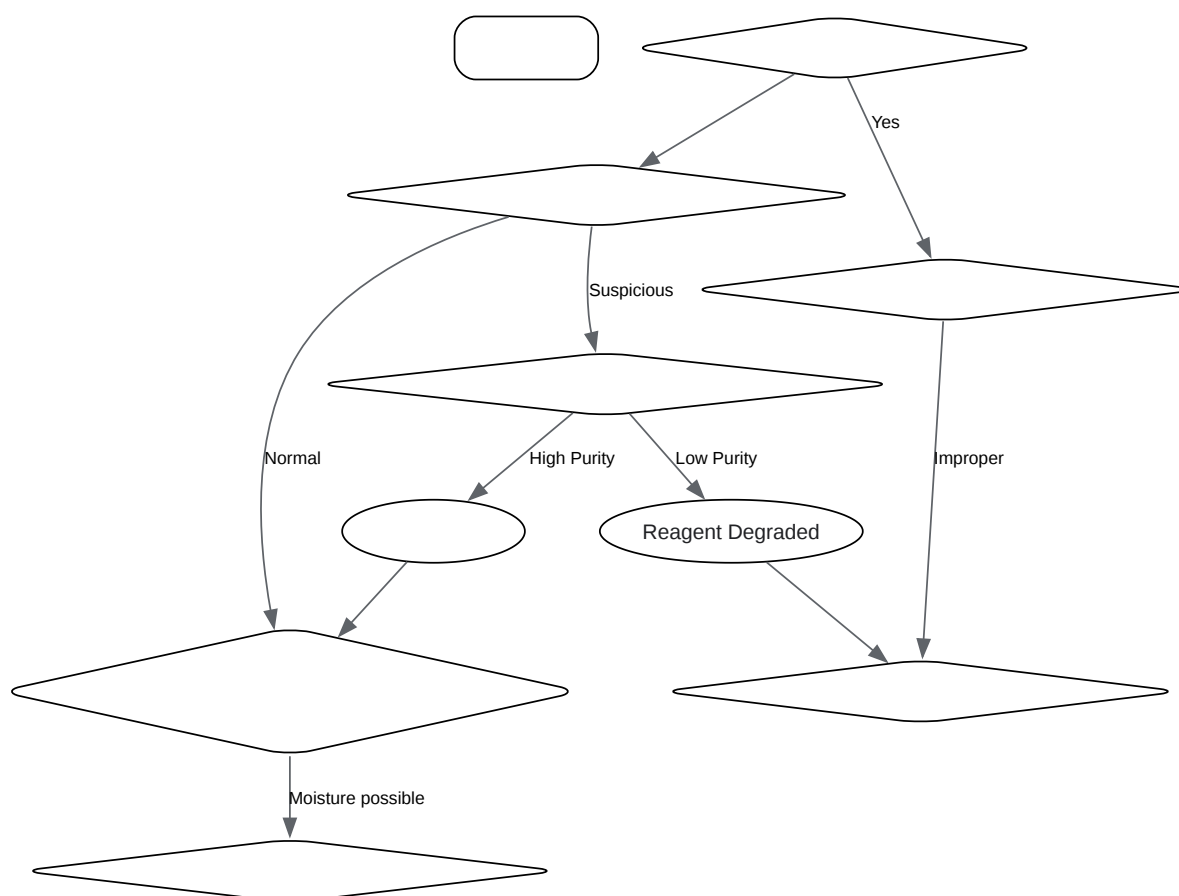 Yes
Suspicious
Normal
High Purity
Low Purity
Improper
Reagent Degraded
Moisture possible